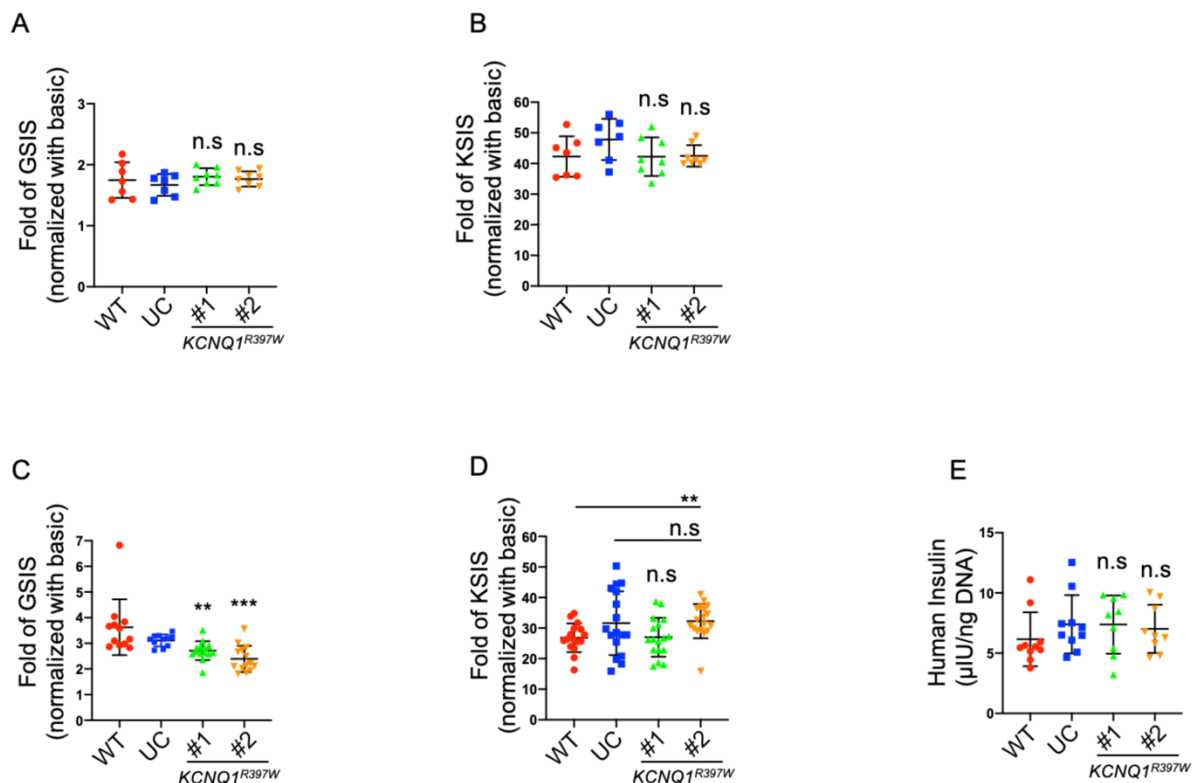 A
Fold of GSIS
(normalized with basic)
3
2
1
0
n.s
n.s
WT
UC
#1
#2
KCNQ1R397W
B
Fold of KSIS
(normalized with basic)
60
50
40
30
20
10
0
n.s
n.s
WT
UC
#1
#2
KCNQ1R397W
C
Fold of GSIS
(normalized with basic)
7
6
5
4
3
2
1
0
**
***
WT
UC
#1
#2
KCNQ1R397W
D
Fold of KSIS
(normalized with basic)
60
50
40
30
20
10
0
**
n.s
n.s
WT
UC
#1
#2
KCNQ1R397W
E
Human Insulin
(µIU/ng DNA)
15
10
5
0
n.s
n.s
WT
UC
#1
#2
KCNQ1R397W